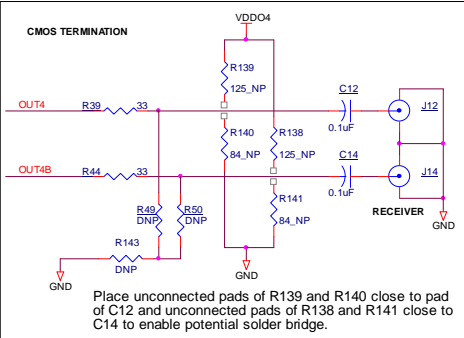 VDDO4
CMOS TERMINATION
R139
125_NP
C12
J12
OUT4
R39
33
0.1uF
R140
84_NP
R138
125_NP
C14
J14
OUT4B
R44
33
0.1uF
R49
DNP
R50
DNP
R141
84_NP
RECEIVER
GND
R143
DNP
GND
GND
Place unconnected pads of R139 and R140 close to pad
of C12 and unconnected pads of R138 and R141 close to
C14 to enable potential solder bridge.